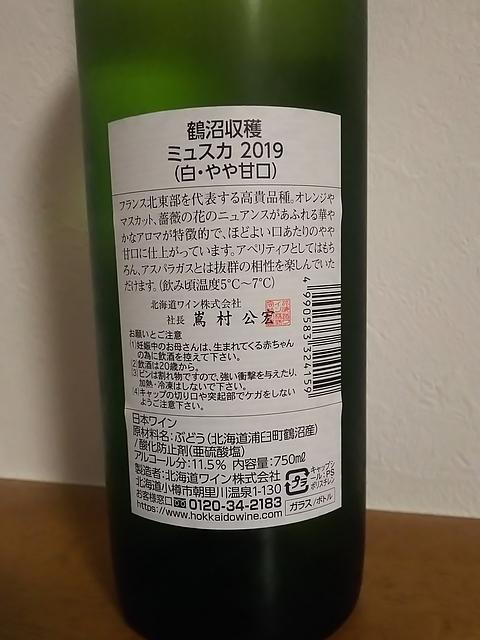 鶴沼収穫
ミュスカ 2019
(白・やや甘口)
フランス北東部を代表する高貴品種。オレンジや
マスカット、薔薇の花のニュアンスがあふれる華や
かなアロマが特徴的で、ほどよい口あたりのやや
甘口に仕上がっています。アペリティフとしてはもち
ろん、アスパラガスとは抜群の相性を楽しんでいた
だけます。(飲み頃温度5℃〜7℃)
北海道ワイン株式会社
社長 嶌村 公宏
4 990583 324159
お願いとご注意
(1)妊娠中のお母さんは、生まれてくる赤ちゃん
の為に飲酒を控えて下さい。
(2)飲酒は20歳から。
(3)ビンは割れ物ですので、強い衝撃を与えたり、
加熱・冷凍はしないで下さい。
(4)キャップの切り口や突起部でケガをしない
ようご注意下さい。
日本ワイン
原材料名:ぶどう(北海道浦臼町鶴沼産)
/酸化防止剤(亜硫酸塩)
アルコール分:11.5% 内容量:750mℓ
製造者:北海道ワイン株式会社
北海道小樽市朝里川温泉1-130
お客様窓口 0120-34-2183
https://www.hokkaidowine.com
プラ
キャップシ
ール:PS
ポリスチレン
ガラス/ボトル